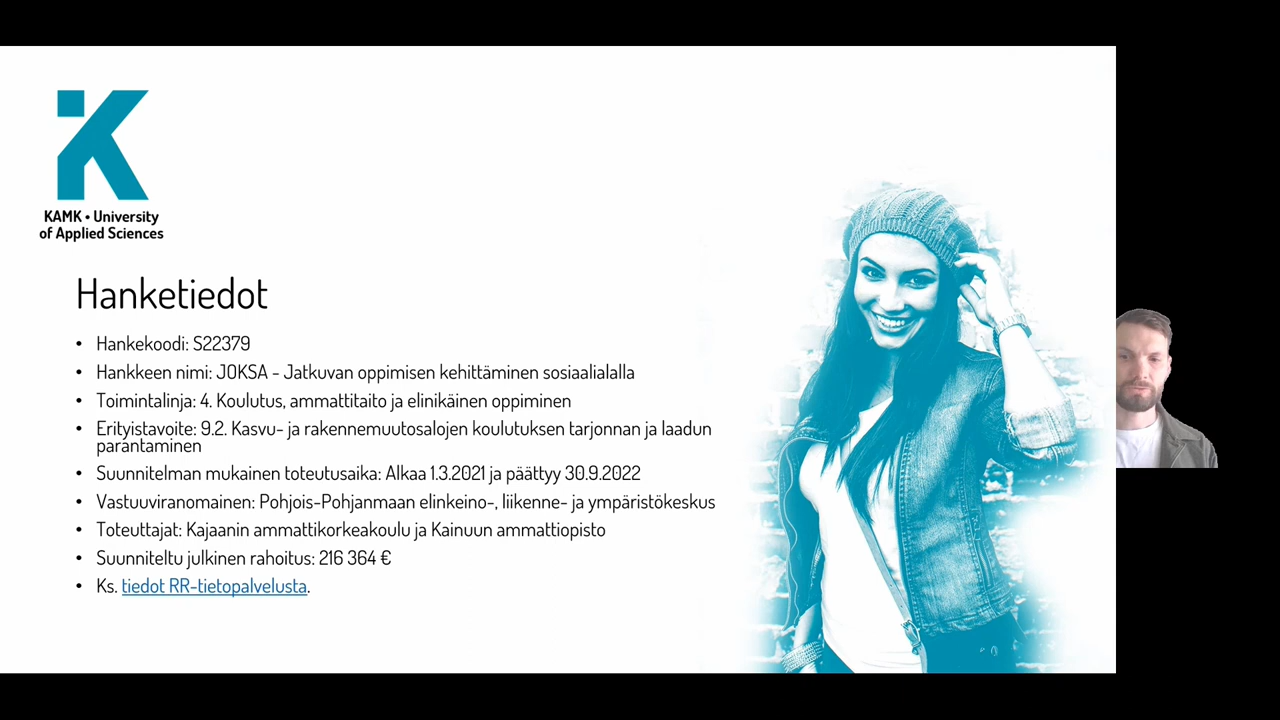 KAMK • University
of Applied Sciences
Hanketiedot
• Hankekoodi: S22379
• Hankkeen nimi: JOKSA - Jatkuvan oppimisen kehittäminen sosiaalialalla
• Toimintalinja: 4. Koulutus, ammattitaito ja elinikäinen oppiminen
• Erityistavoite: 9.2. Kasvu- ja rakennemuutosalojen koulutuksen tarjonnan ja laadun
parantaminen
• Suunnitelman mukainen toteutusaika: Alkaa 1.3.2021 ja päättyy 30.9.2022
• Vastuuviranomainen: Pohjois-Pohjanmaan elinkeino-, liikenne- ja ympäristökeskus
• Toteuttajat: Kajaanin ammattikorkeakoulu ja Kainuun ammattiopisto
• Suunniteltu julkinen rahoitus: 216 364 €
• Ks. tiedot RR-tietopalvelusta.